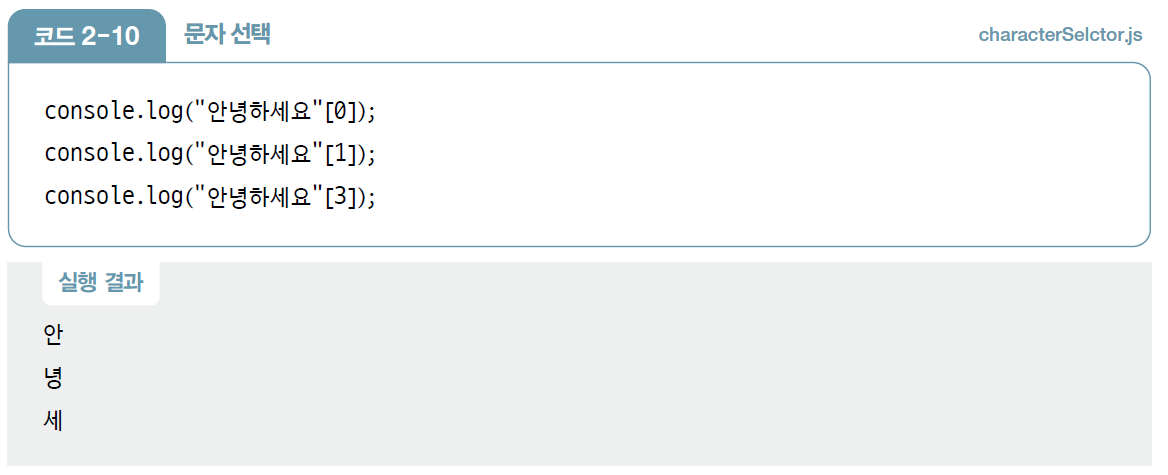 코드 2-10 문자 선택 characterSelctor.js
console.log("안녕하세요"[0]);
console.log("안녕하세요"[1]);
console.log("안녕하세요"[3]);
실행 결과
안
녕
세